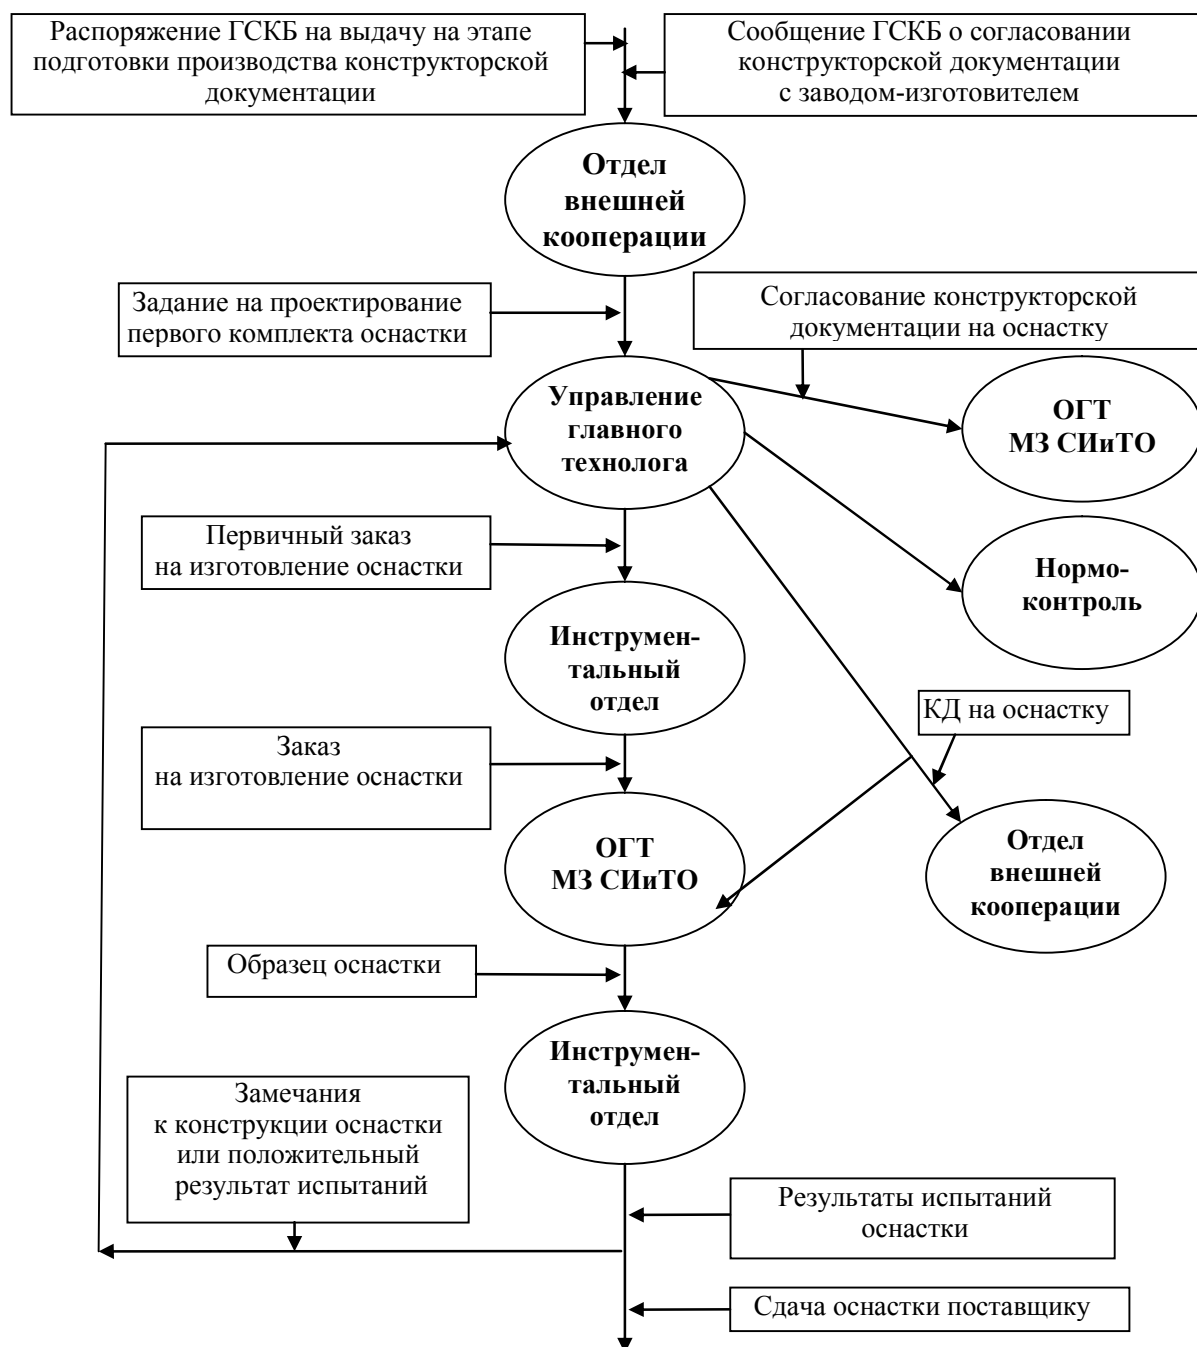 Распоряжение ГСКБ на выдачу на этапе
подготовки производства конструкторской
документации
Сообщение ГСКБ о согласовании
конструкторской документации
с заводом-изготовителем
Отдел
внешней
кооперации
Задание на проектирование
первого комплекта оснастки
Согласование конструкторской
документации на оснастку
Управление
главного
технолога
ОГТ
МЗ СИиТО
Первичный заказ
на изготовление оснастки
Нормо-
контроль
Инструмен-
тальный
отдел
КД на оснастку
Заказ
на изготовление оснастки
ОГТ
МЗ СИиТО
Отдел
внешней
кооперации
Образец оснастки
Инструмен-
тальный
отдел
Замечания
к конструкции оснастки
или положительный
результат испытаний
Результаты испытаний
оснастки
Сдача оснастки поставщику